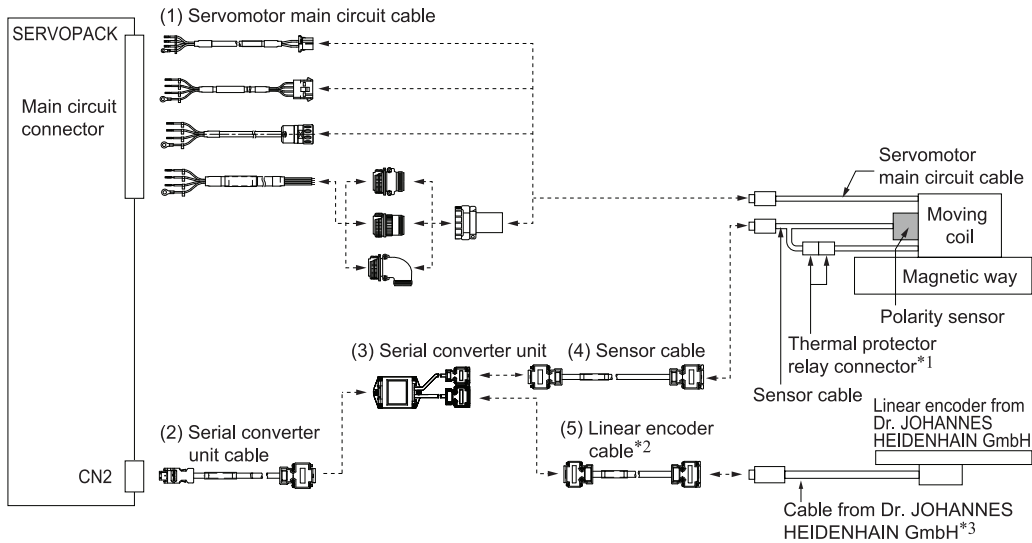 (1) Servomotor main circuit cable
SERVOPACK
Main circuit
connector
Servomotor
main circuit cable
Moving
coil
Magnetic way
Polarity sensor
Thermal protector
relay connector*1
Sensor cable
(3) Serial converter unit
(4) Sensor cable
Linear encoder from
Dr. JOHANNES
HEIDENHAIN GmbH
(2) Serial converter
unit cable
(5) Linear encoder
cable*2
CN2
Cable from Dr. JOHANNES
HEIDENHAIN GmbH*3